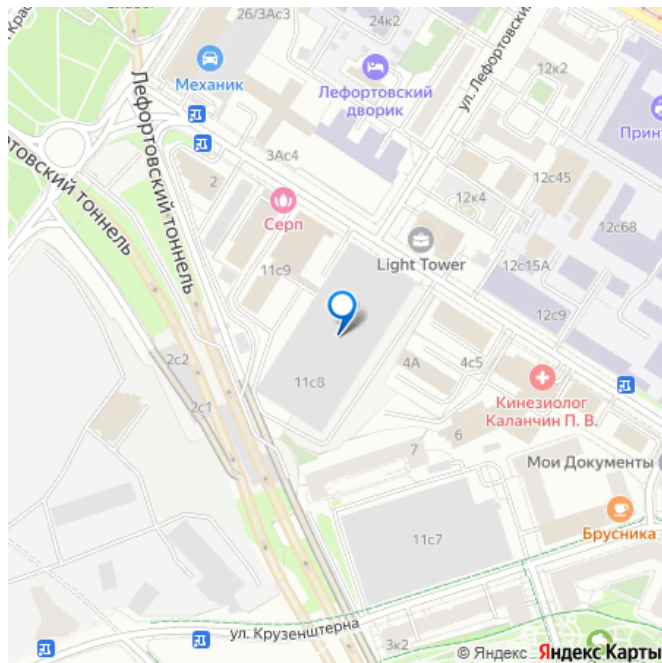 26/3Ас3
24к2
Механик
Лефортовский
дворик
ул. Лефортовский
12к2
Принт
Лефортовский тоннель
ортовский тоннель
3Ас4
2
12с45
12к4
12с68
Серп
Light Tower
12с15А
11с9
12с9
2с2
11с8
4А
4с5
2с1
Кинезиолог
Каланчин П. В.
7
6
Мои Документы
Брусника
11с7
ул. Крузенштерна
3к2
© Яндекс Яндекс Карты